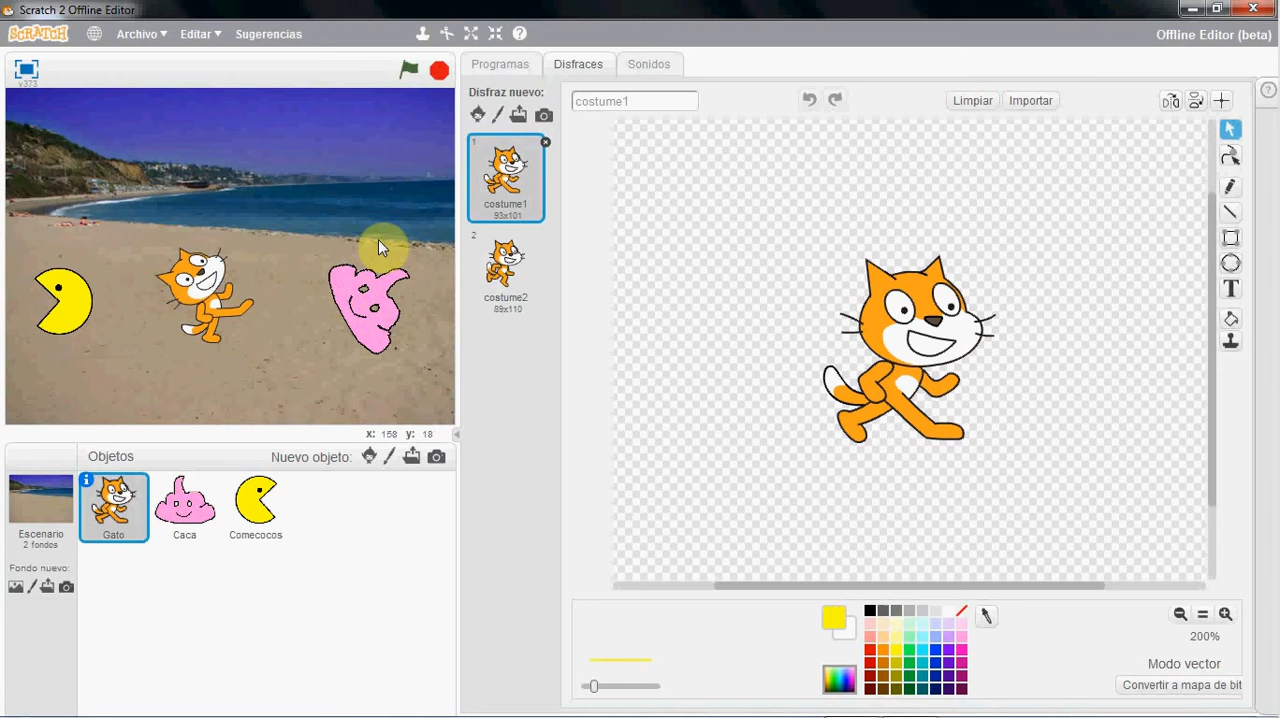 Scratch 2 Offline Editor
SCRATCH
Archivo
Editar
Sugerencias
Offline Editor (beta)
v373
Programas
Disfraces
Sonidos
Disfraz nuevo:
costume1
Limpiar
Importar
1
costume1
93x101
2
costume2
89x110
x: 158 y: 18
Objetos
Nuevo objeto:
Escenario
2 fondos
Gato
Caca
Comecocos
Fondo nuevo:
200%
Modo vector
Convertir a mapa de bit